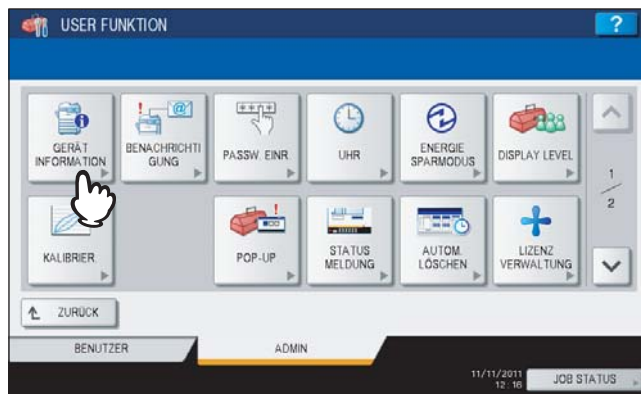 USER FUNKTION
?
GERÄT
INFORMATION
BENACHRICHTI
GUNG
PASSW. EINR.
UHR
ENERGIE
SPARMODUS
DISPLAY LEVEL
1
2
KALIBRIER.
POP-UP
STATUS
MELDUNG
AUTOM.
LÖSCHEN
LIZENZ
VERWALTUNG
ZURÜCK
BENUTZER
ADMIN
11/11/2011
12:16
JOB STATUS